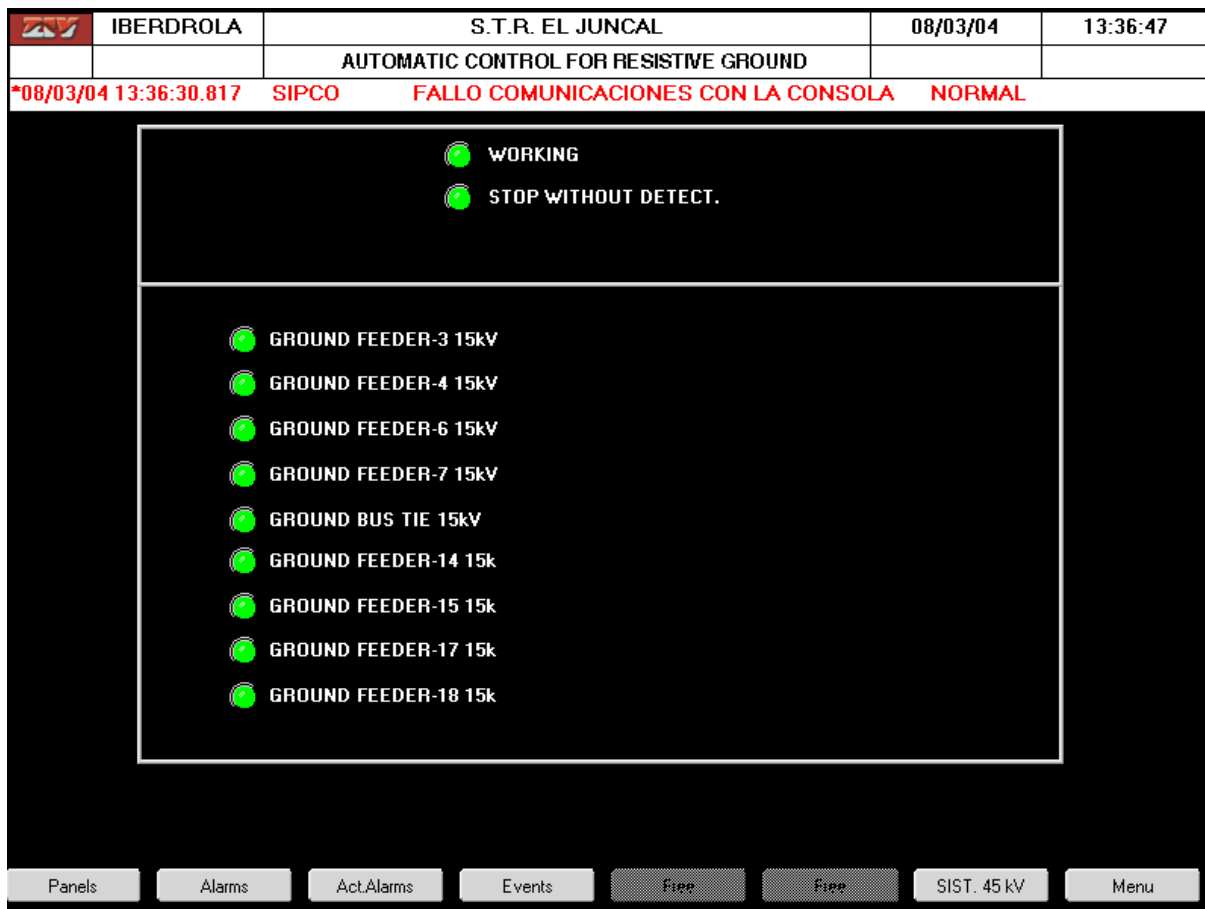 ZIV IBERDROLA S.T.R. EL JUNCAL 08/03/04 13:36:47
AUTOMATIC CONTROL FOR RESISTIVE GROUND
*08/03/04 13:36:30.817 SIPCO FALLO COMUNICACIONES CON LA CONSOLA NORMAL
WORKING
STOP WITHOUT DETECT.
GROUND FEEDER-3 15kV
GROUND FEEDER-4 15kV
GROUND FEEDER-6 15kV
GROUND FEEDER-7 15kV
GROUND BUS TIE 15kV
GROUND FEEDER-14 15k
GROUND FEEDER-15 15k
GROUND FEEDER-17 15k
GROUND FEEDER-18 15k
Panels Alarms Act.Alarms Events Free Free SIST. 45 kV Menu